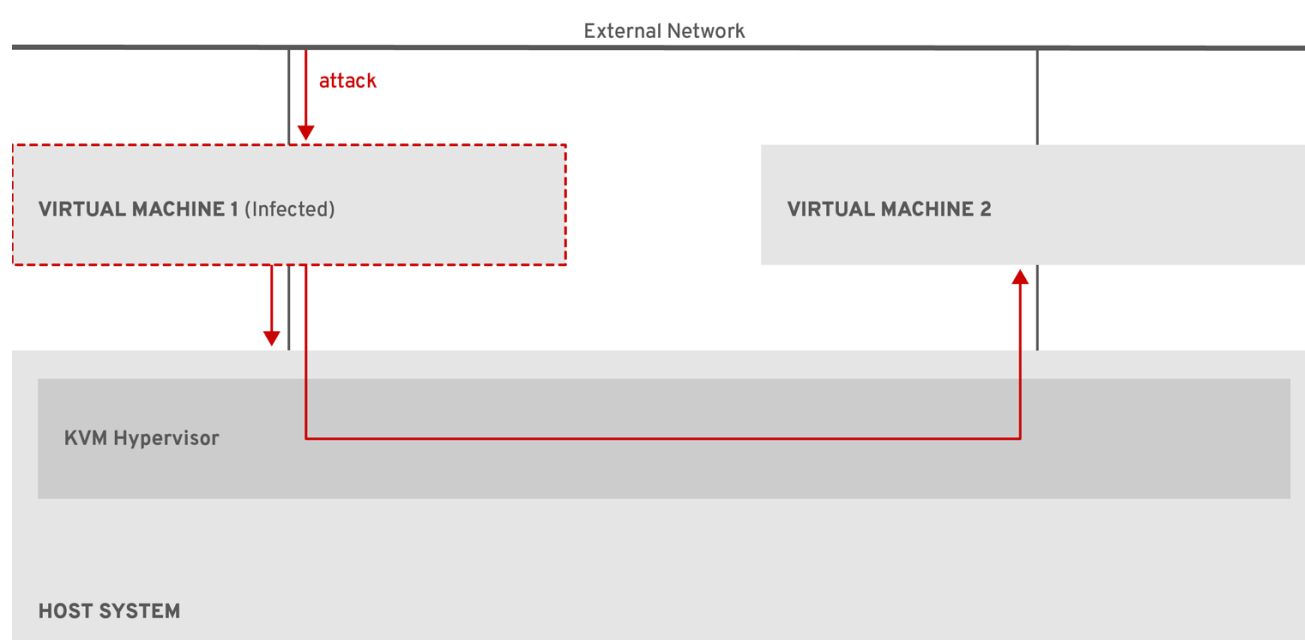 External Network
attack
VIRTUAL MACHINE 1 (Infected)
VIRTUAL MACHINE 2
KVM Hypervisor
HOST SYSTEM